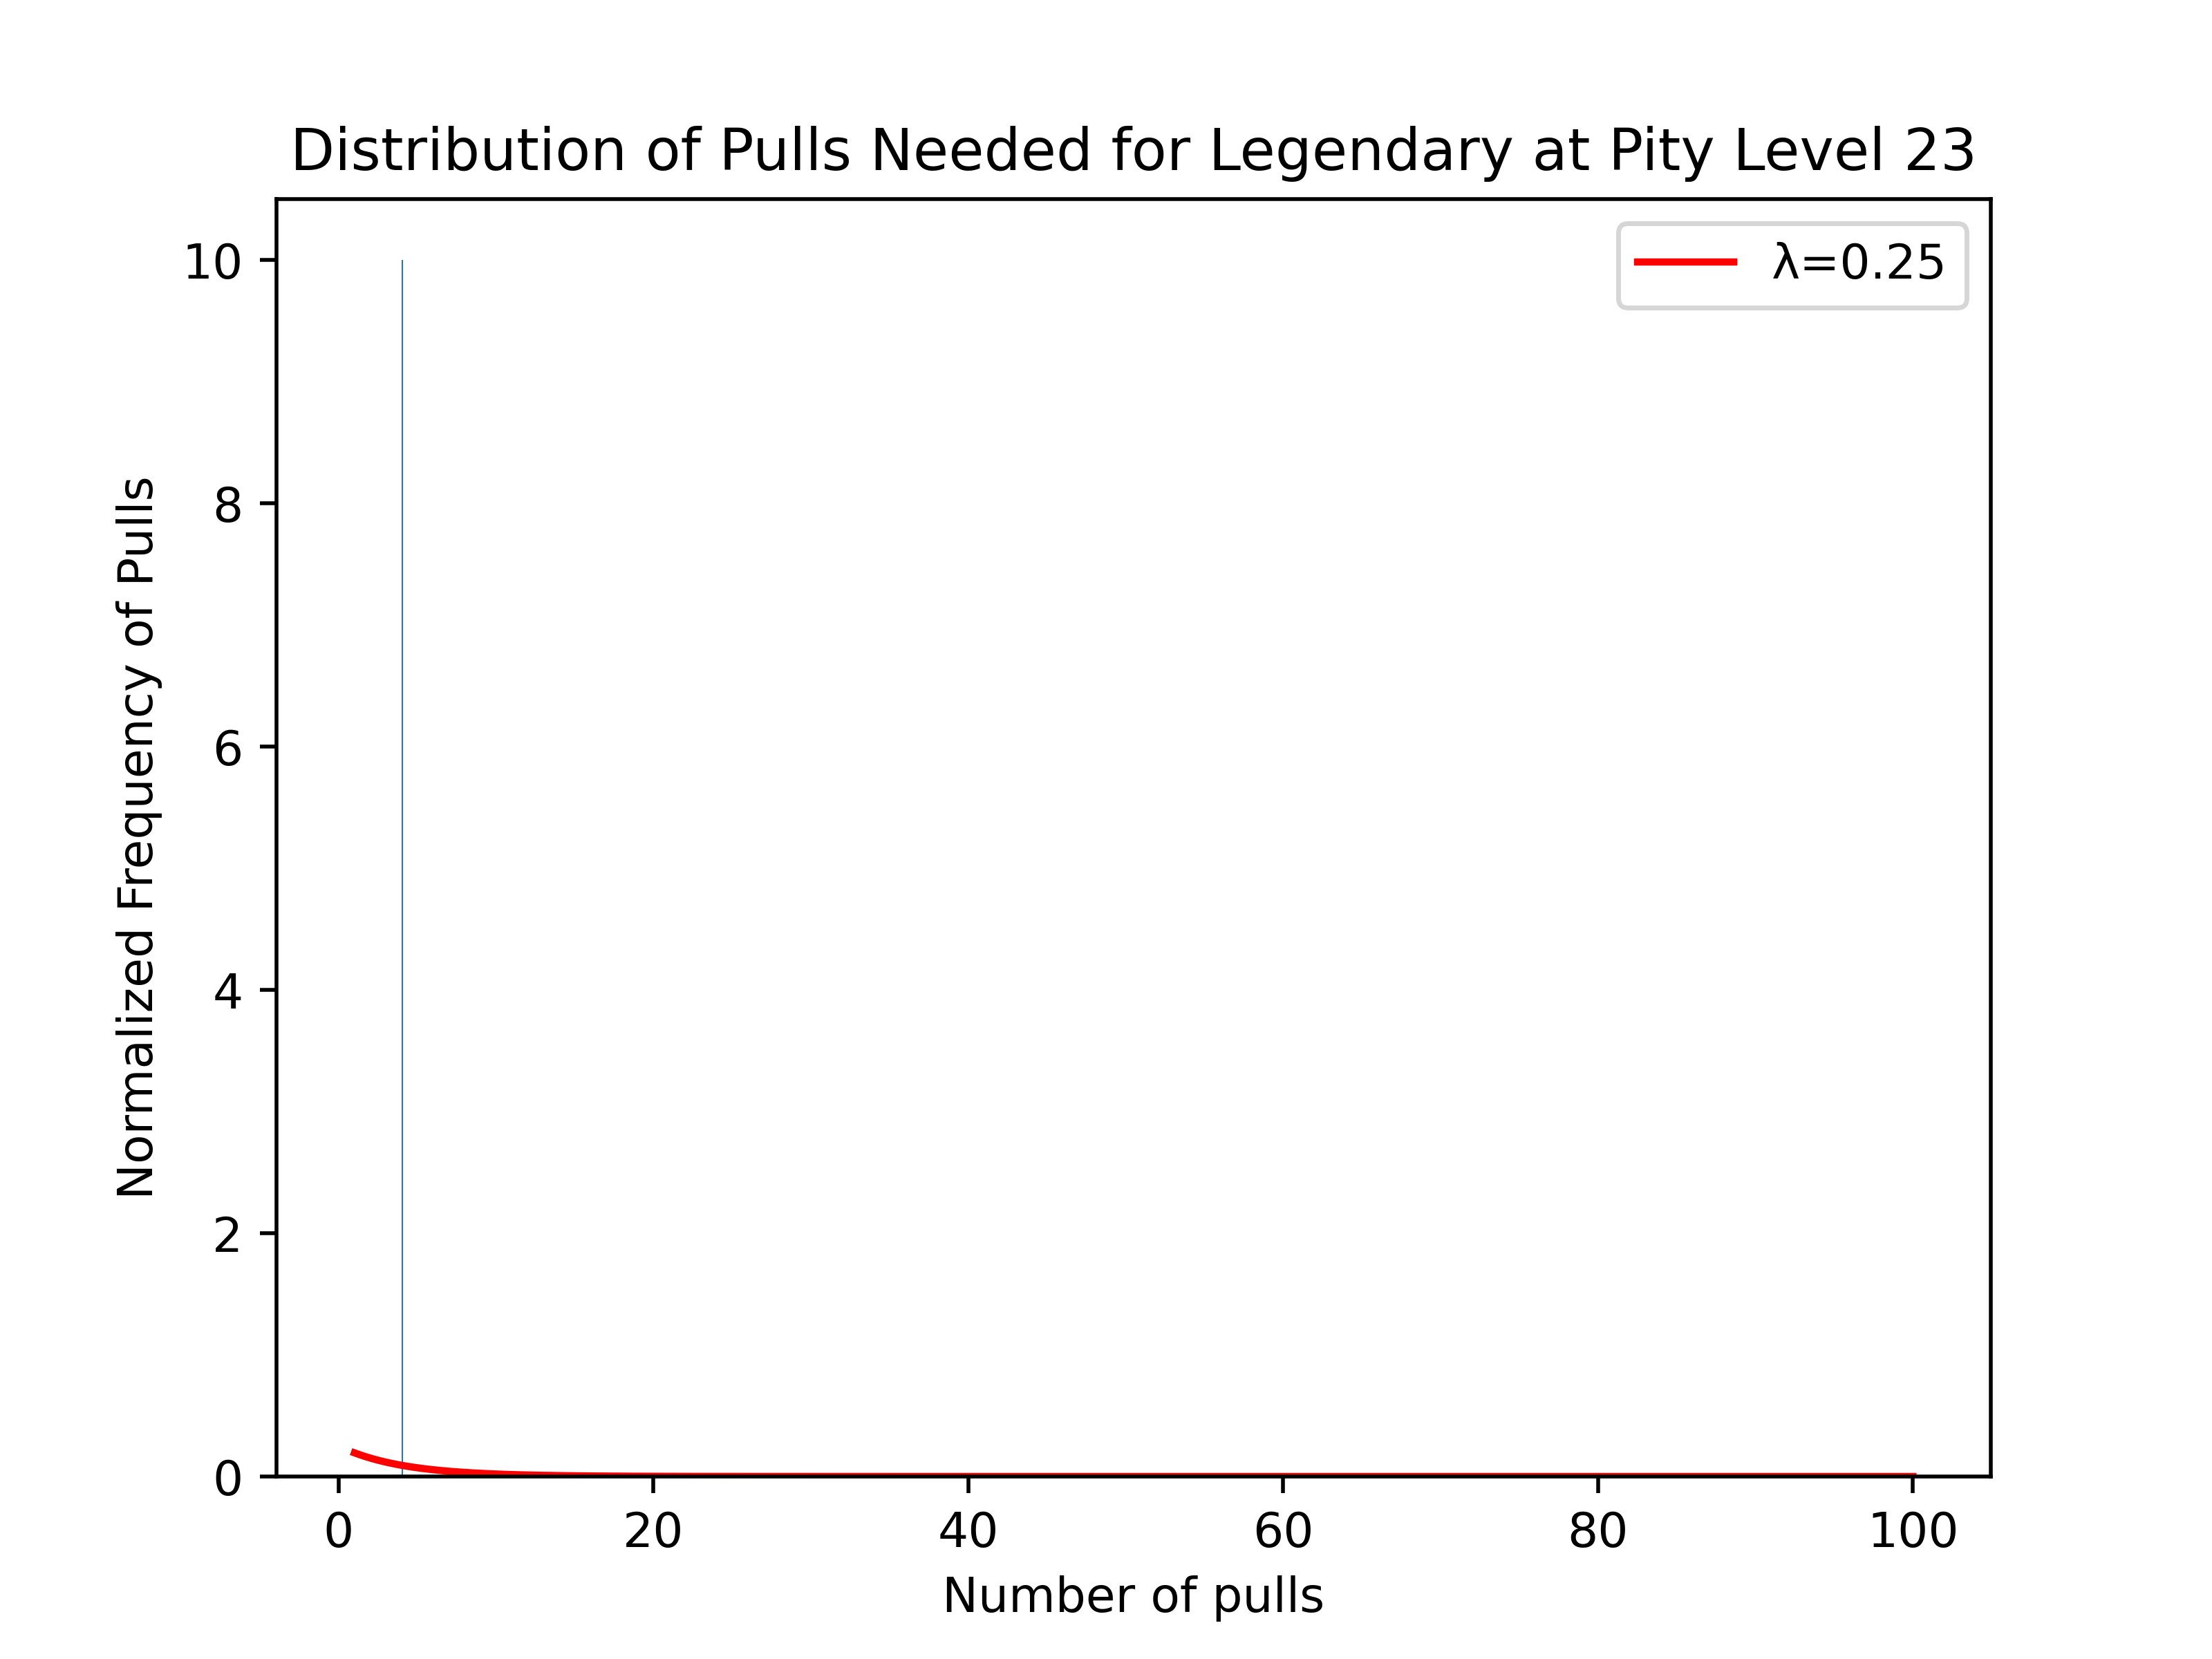 Distribution of Pulls Needed for Legendary at Pity Level 23
λ=0.25
10
8
6
4
2
0
Normalized Frequency of Pulls
0 20 40 60 80 100
Number of pulls